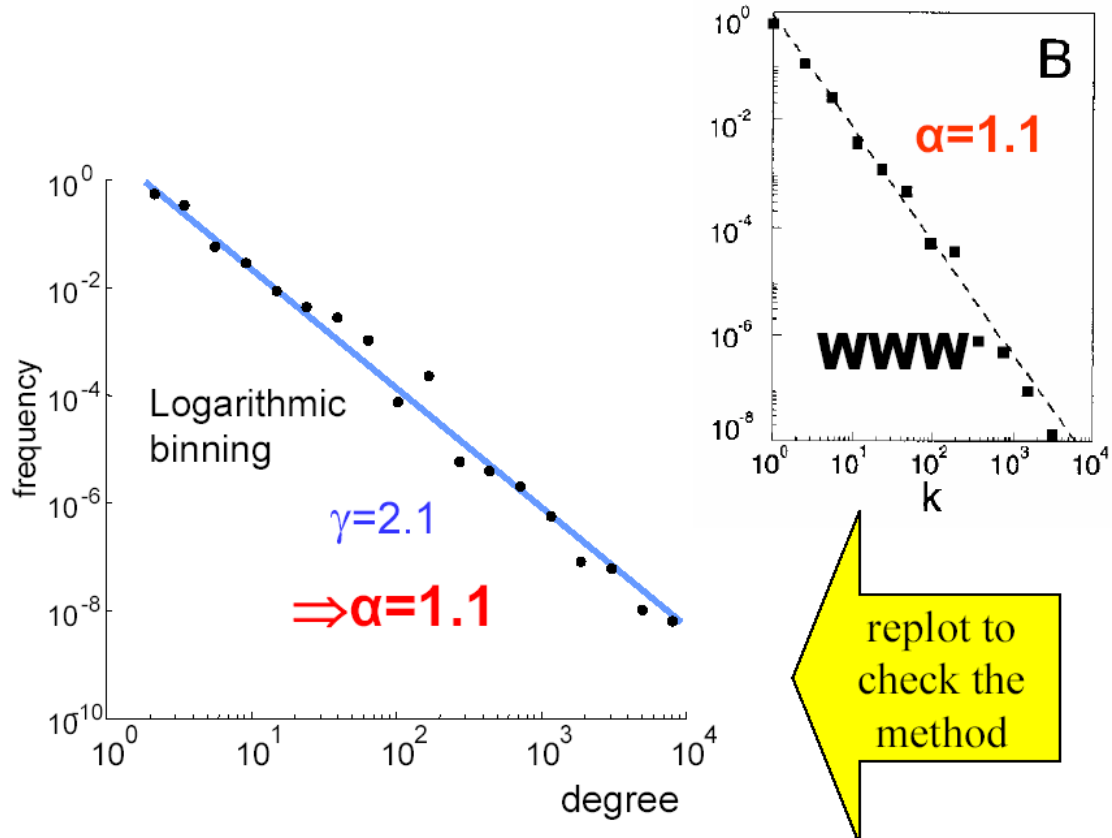 10^0
10^-2
10^-4
10^-6
10^-8
10^-10
frequency
10^0 10^1 10^2 10^3 10^4
degree
Logarithmic
binning
γ=2.1
⇒α=1.1
10^0
10^-2
10^-4
10^-6
10^-8
B
α=1.1
WWW
10^0 10^1 10^2 10^3 10^4
k
replot to
check the
method